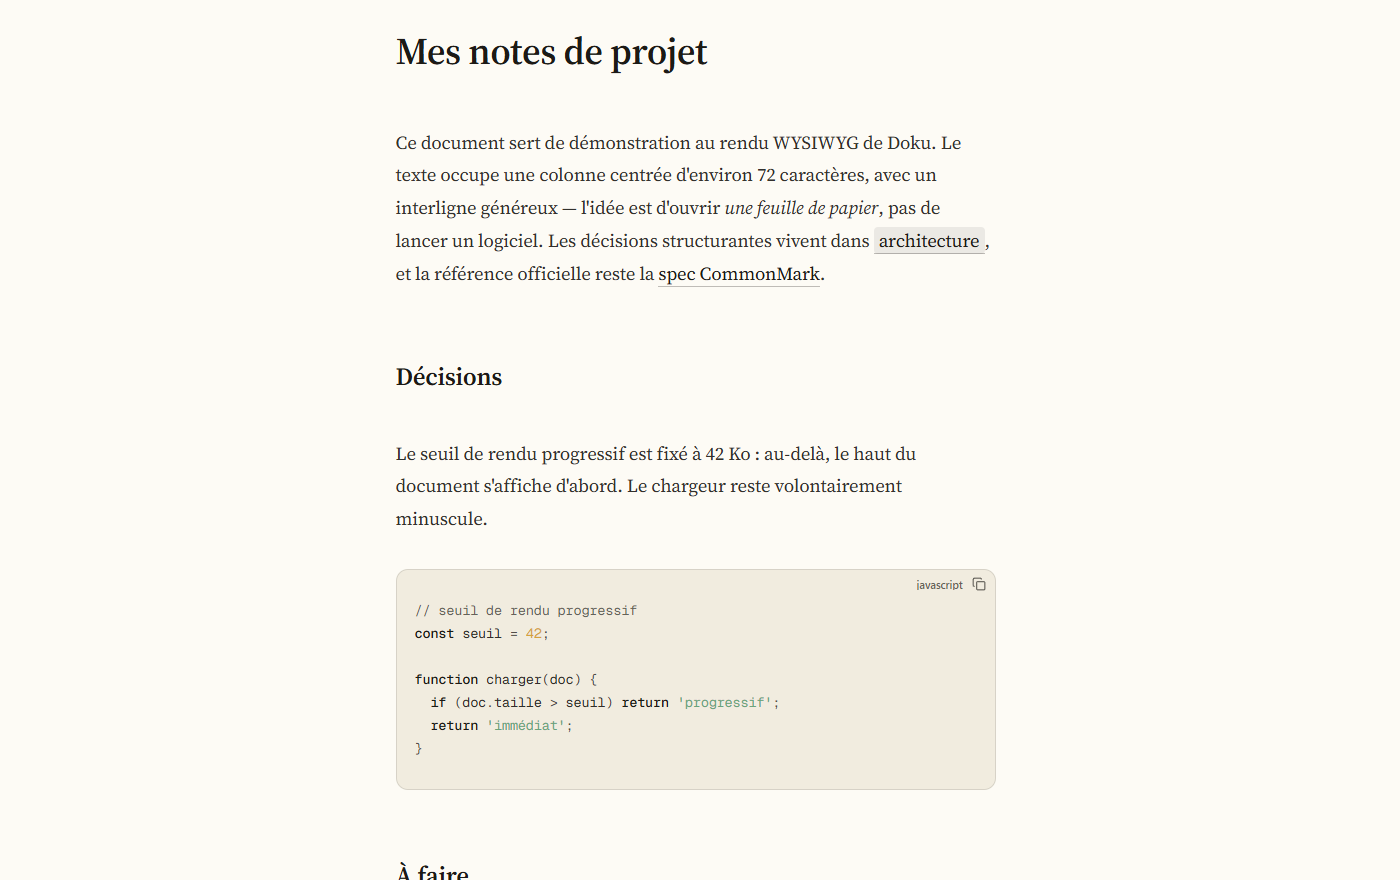 Mes notes de projet
Ce document sert de démonstration au rendu WYSIWYG de Doku. Le
texte occupe une colonne centrée d'environ 72 caractères, avec un
interligne généreux — l'idée est d'ouvrir une feuille de papier, pas de
lancer un logiciel. Les décisions structurantes vivent dans architecture ,
et la référence officielle reste la spec CommonMark.
Décisions
Le seuil de rendu progressif est fixé à 42 Ko : au-delà, le haut du
document s'affiche d'abord. Le chargeur reste volontairement
minuscule.
javascript
// seuil de rendu progressif
const seuil = 42;
function charger(doc) {
  if (doc.taille > seuil) return 'progressif';
  return 'immédiat';
}
À faire